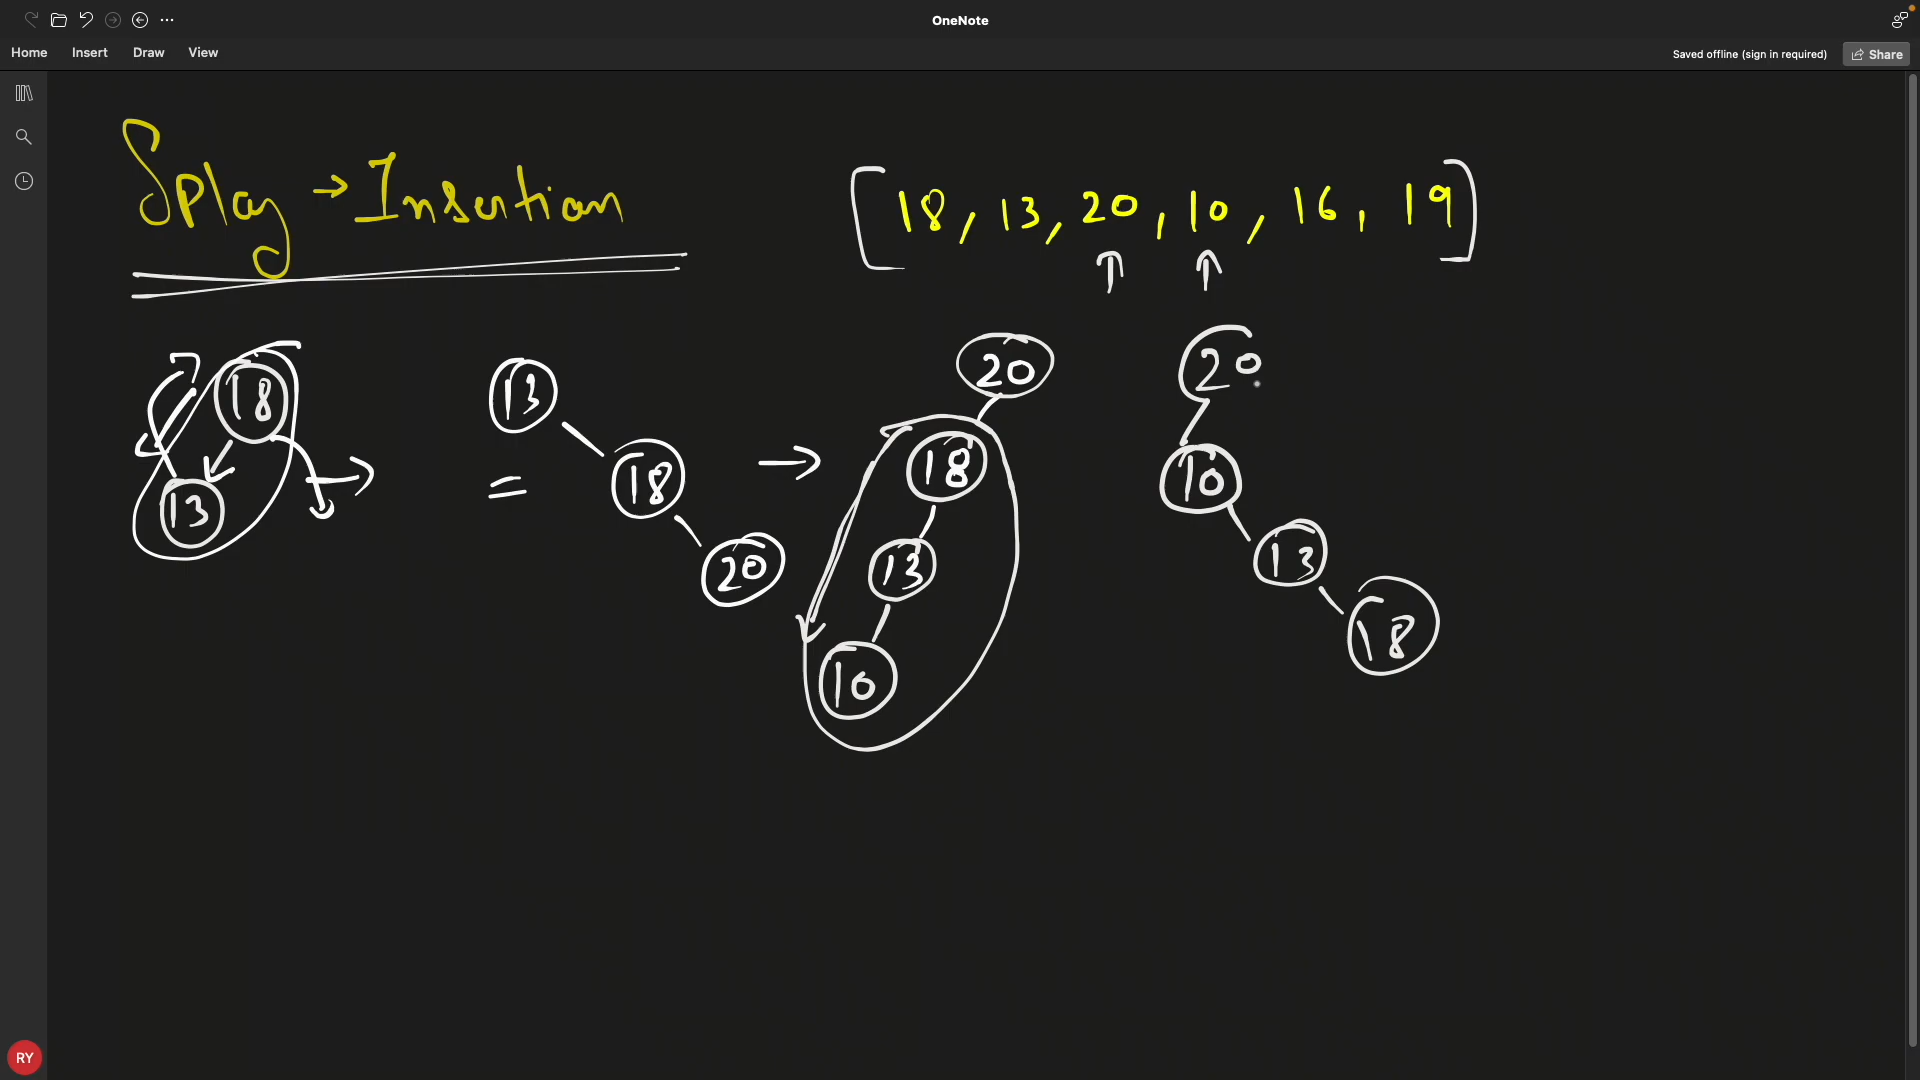 OneNote
Home Insert Draw View
Saved offline (sign in required) Share
Splay → Insertion
[18, 13, 20, 10, 16, 19]
↑ ↑
18
13
→
=
13
18
20
→
20
18
13
10
20
10
13
18
RY